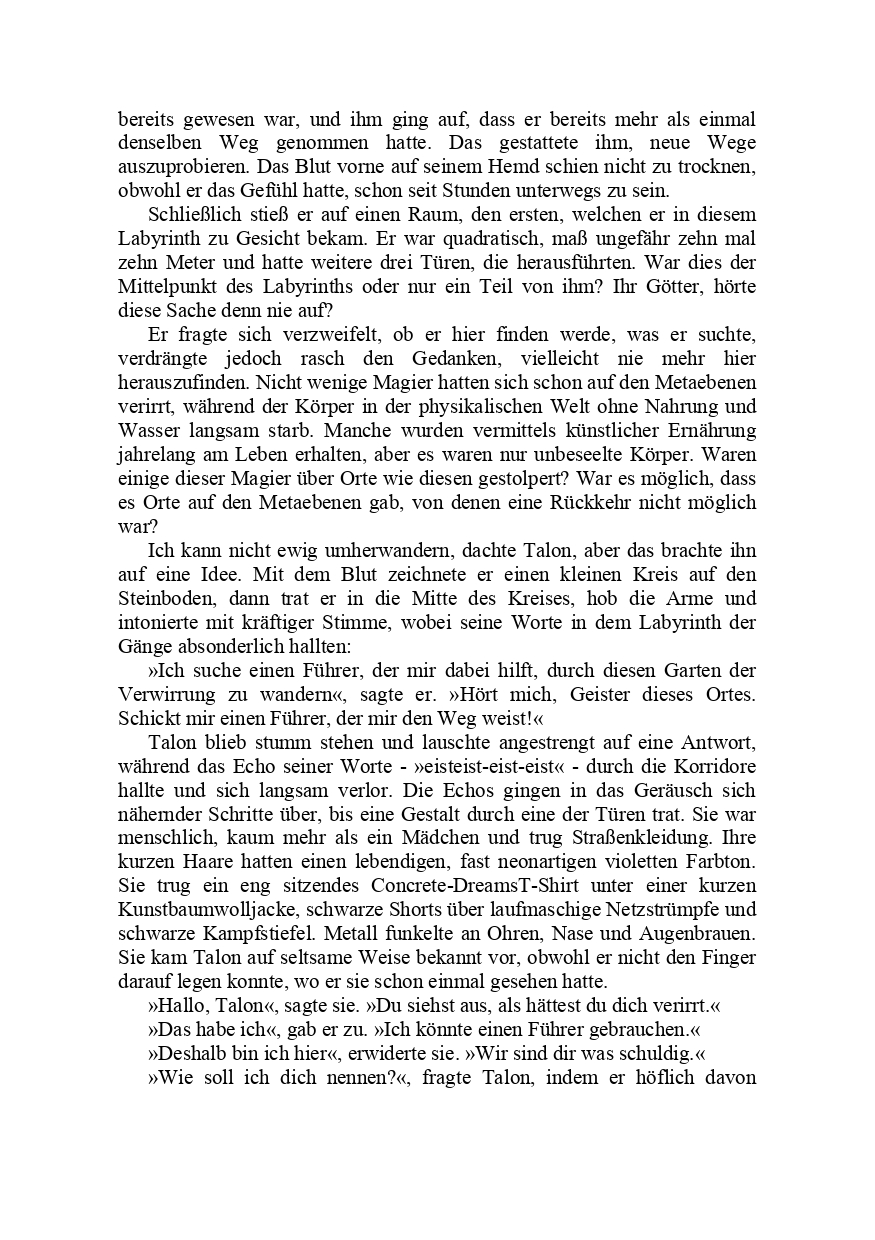 bereits gewesen war, und ihm ging auf, dass er bereits mehr als einmal
denselben Weg genommen hatte. Das gestattete ihm, neue Wege
auszuprobieren. Das Blut vorne auf seinem Hemd schien nicht zu trocknen,
obwohl er das Gefühl hatte, schon seit Stunden unterwegs zu sein.
Schließlich stieß er auf einen Raum, den ersten, welchen er in diesem
Labyrinth zu Gesicht bekam. Er war quadratisch, maß ungefähr zehn mal
zehn Meter und hatte weitere drei Türen, die herausführten. War dies der
Mittelpunkt des Labyrinths oder nur ein Teil von ihm? Ihr Götter, hörte
diese Sache denn nie auf?
Er fragte sich verzweifelt, ob er hier finden werde, was er suchte,
verdrängte jedoch rasch den Gedanken, vielleicht nie mehr hier
herauszufinden. Nicht wenige Magier hatten sich schon auf den Metaebenen
verirrt, während der Körper in der physikalischen Welt ohne Nahrung und
Wasser langsam starb. Manche wurden vermittels künstlicher Ernährung
jahrelang am Leben erhalten, aber es waren nur unbeseelte Körper. Waren
einige dieser Magier über Orte wie diesen gestolpert? War es möglich, dass
es Orte auf den Metaebenen gab, von denen eine Rückkehr nicht möglich
war?
Ich kann nicht ewig umherwandern, dachte Talon, aber das brachte ihn
auf eine Idee. Mit dem Blut zeichnete er einen kleinen Kreis auf den
Steinboden, dann trat er in die Mitte des Kreises, hob die Arme und
intonierte mit kräftiger Stimme, wobei seine Worte in dem Labyrinth der
Gänge absonderlich hallten:
»Ich suche einen Führer, der mir dabei hilft, durch diesen Garten der
Verwirrung zu wandern«, sagte er. »Hört mich, Geister dieses Ortes.
Schickt mir einen Führer, der mir den Weg weist!«
Talon blieb stumm stehen und lauschte angestrengt auf eine Antwort,
während das Echo seiner Worte - »eisteist-eist-eist« - durch die Korridore
hallte und sich langsam verlor. Die Echos gingen in das Geräusch sich
nähernder Schritte über, bis eine Gestalt durch eine der Türen trat. Sie war
menschlich, kaum mehr als ein Mädchen und trug Straßenkleidung. Ihre
kurzen Haare hatten einen lebendigen, fast neonartigen violetten Farbton.
Sie trug ein eng sitzendes Concrete-DreamsT-Shirt unter einer kurzen
Kunstbaumwolljacke, schwarze Shorts über laufmaschige Netzstrümpfe und
schwarze Kampfstiefel. Metall funkelte an Ohren, Nase und Augenbrauen.
Sie kam Talon auf seltsame Weise bekannt vor, obwohl er nicht den Finger
darauf legen konnte, wo er sie schon einmal gesehen hatte.
»Hallo, Talon«, sagte sie. »Du siehst aus, als hättest du dich verirrt.«
»Das habe ich«, gab er zu. »Ich könnte einen Führer gebrauchen.«
»Deshalb bin ich hier«, erwiderte sie. »Wir sind dir was schuldig.«
»Wie soll ich dich nennen?«, fragte Talon, indem er höflich davon